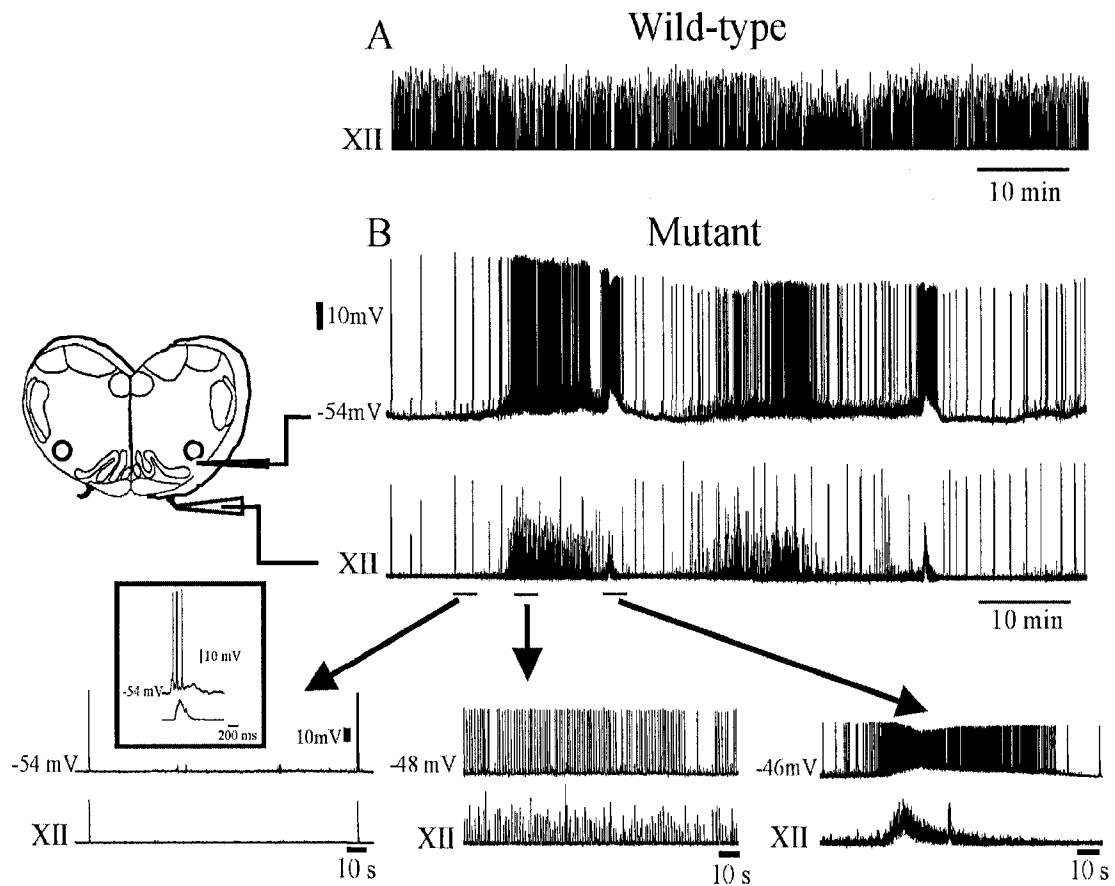 A
Wild-type
XII
10 min
B
Mutant
10mV
-54mV
XII
10 min
10 mV
-54 mV
200 ms
10mV
-54 mV
XII
10 s
-48 mV
XII
10 s
-46mV
XII
10 s